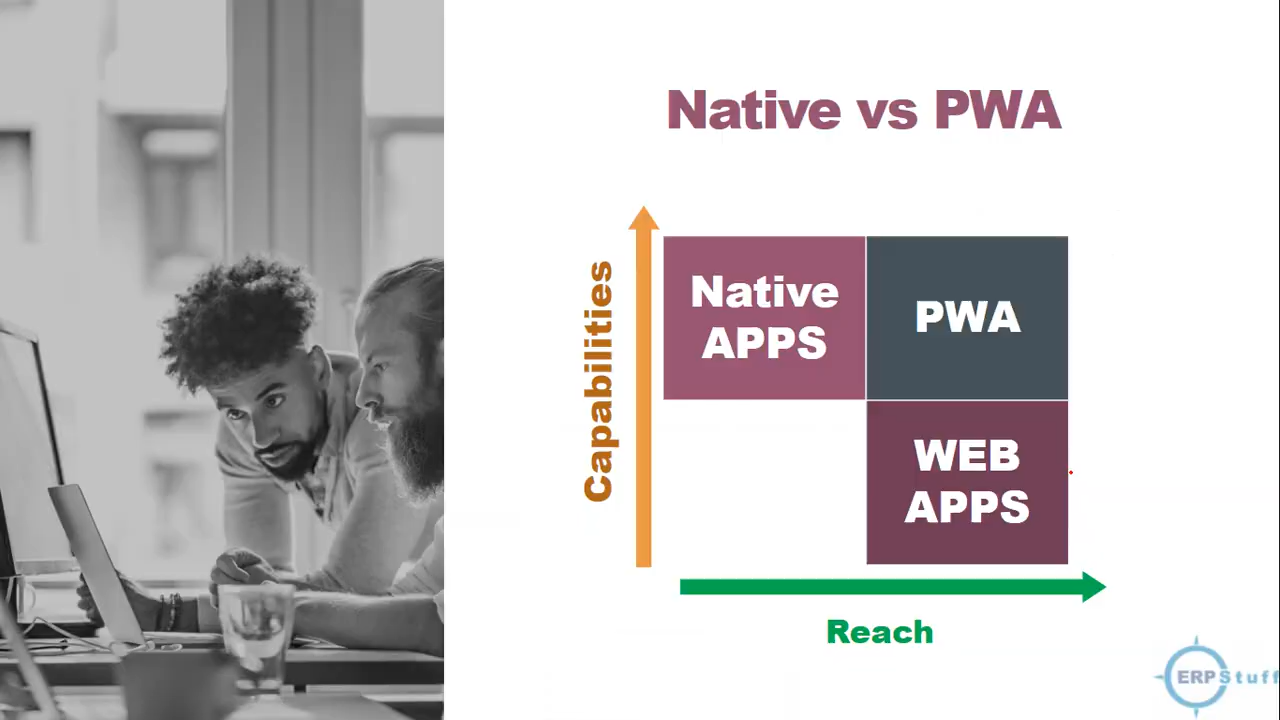 Native vs PWA
Capabilities
Native
APPS
PWA
WEB
APPS
Reach
ERPStuff